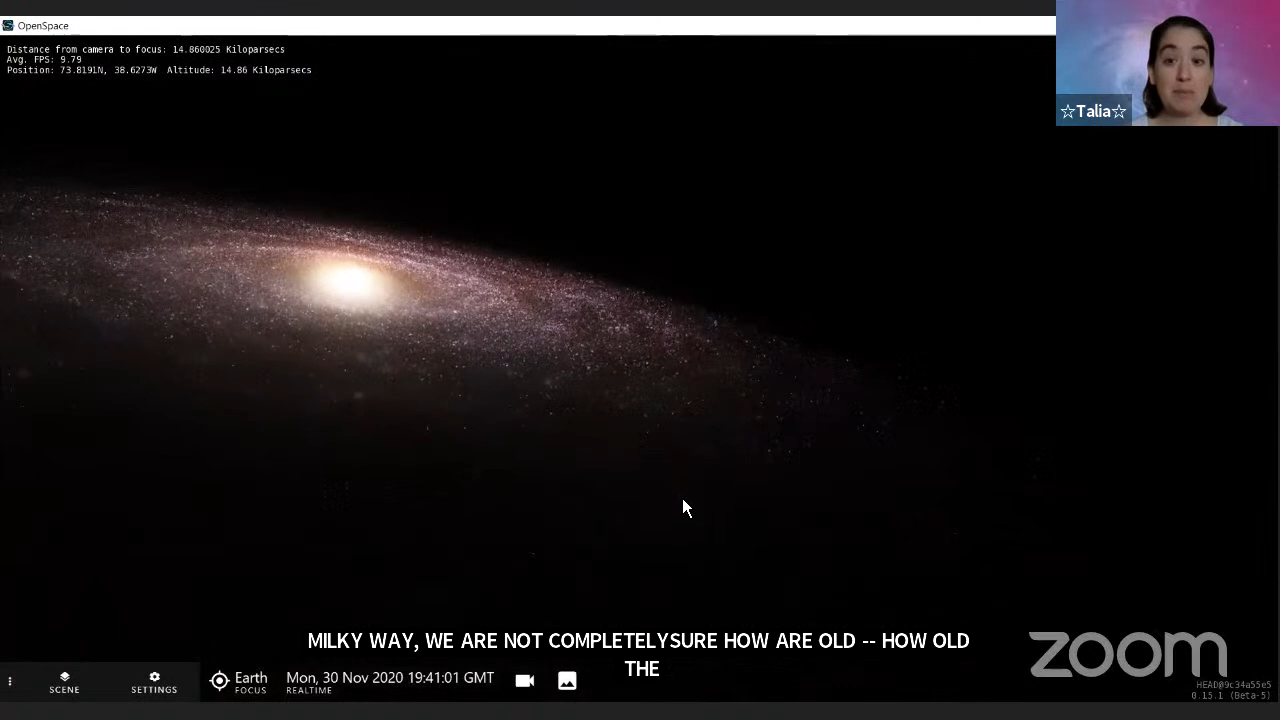 OpenSpace
Distance from camera to focus: 14.860025 Kiloparsecs
Avg. FPS: 9.79
Position: 73.8191N, 38.6273W Altitude: 14.86 Kiloparsecs
☆Talia☆
MILKY WAY, WE ARE NOT COMPLETELYSURE HOW ARE OLD -- HOW OLD
THE
zoom
SCENE
SETTINGS
Earth
FOCUS
Mon, 30 Nov 2020 19:41:01 GMT
REALTIME
HEAD@9c34a55e5
0.15.1 (Beta-5)